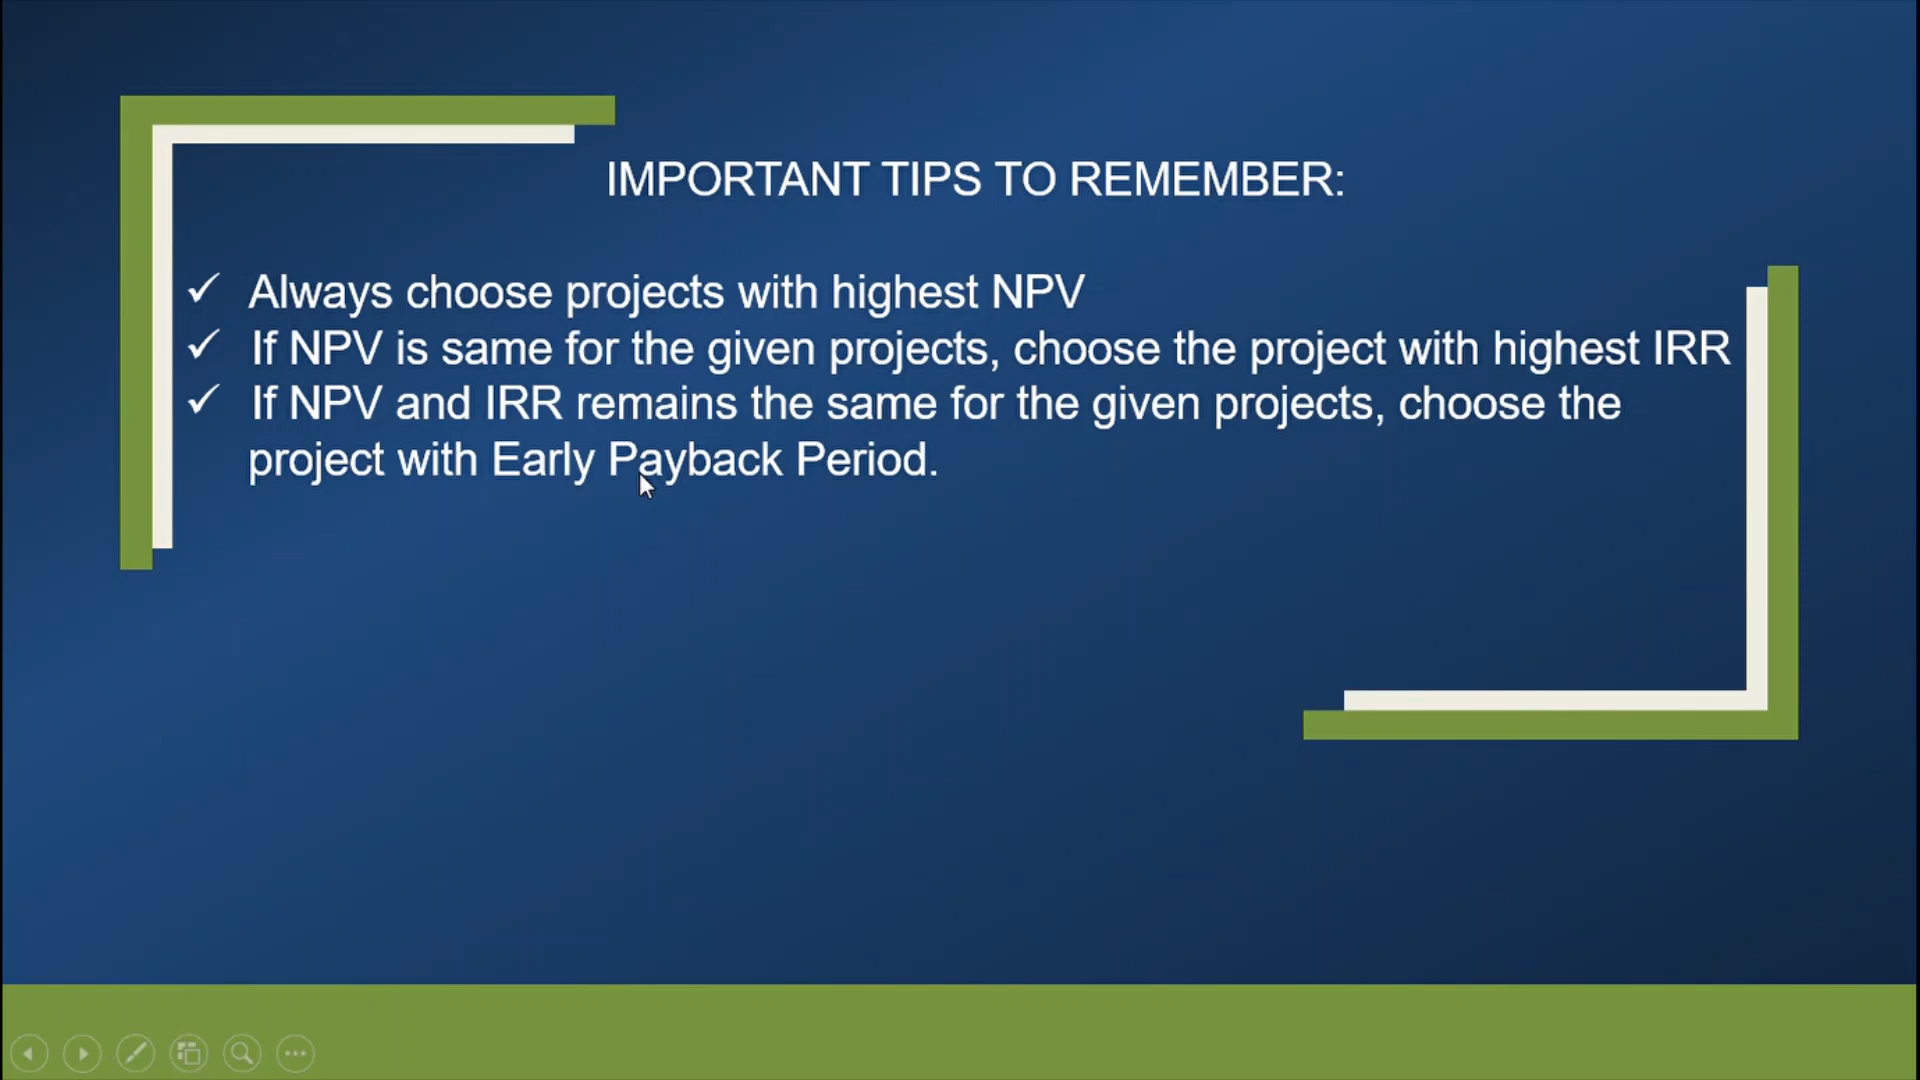 IMPORTANT TIPS TO REMEMBER:
✓ Always choose projects with highest NPV
✓ If NPV is same for the given projects, choose the project with highest IRR
✓ If NPV and IRR remains the same for the given projects, choose the
project with Early Payback Period.